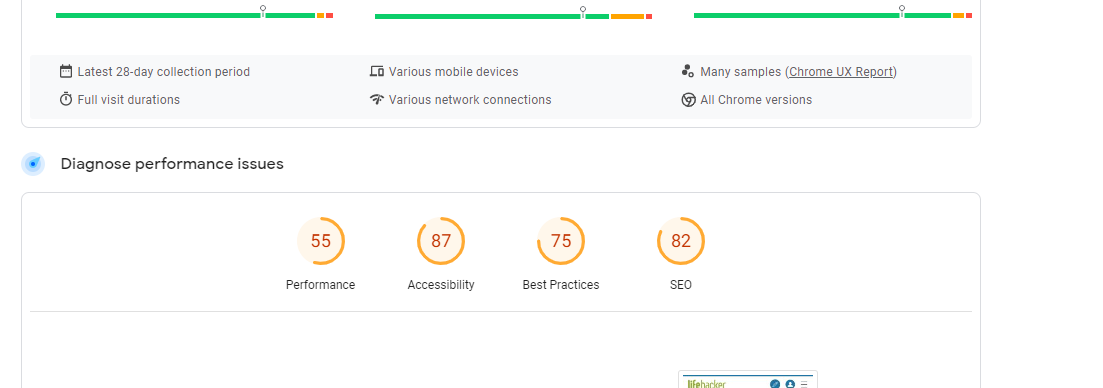 Latest 28-day collection period
Various mobile devices
Many samples (Chrome UX Report)
Full visit durations
Various network connections
All Chrome versions
Diagnose performance issues
55
87
75
82
Performance
Accessibility
Best Practices
SEO
lifehacker